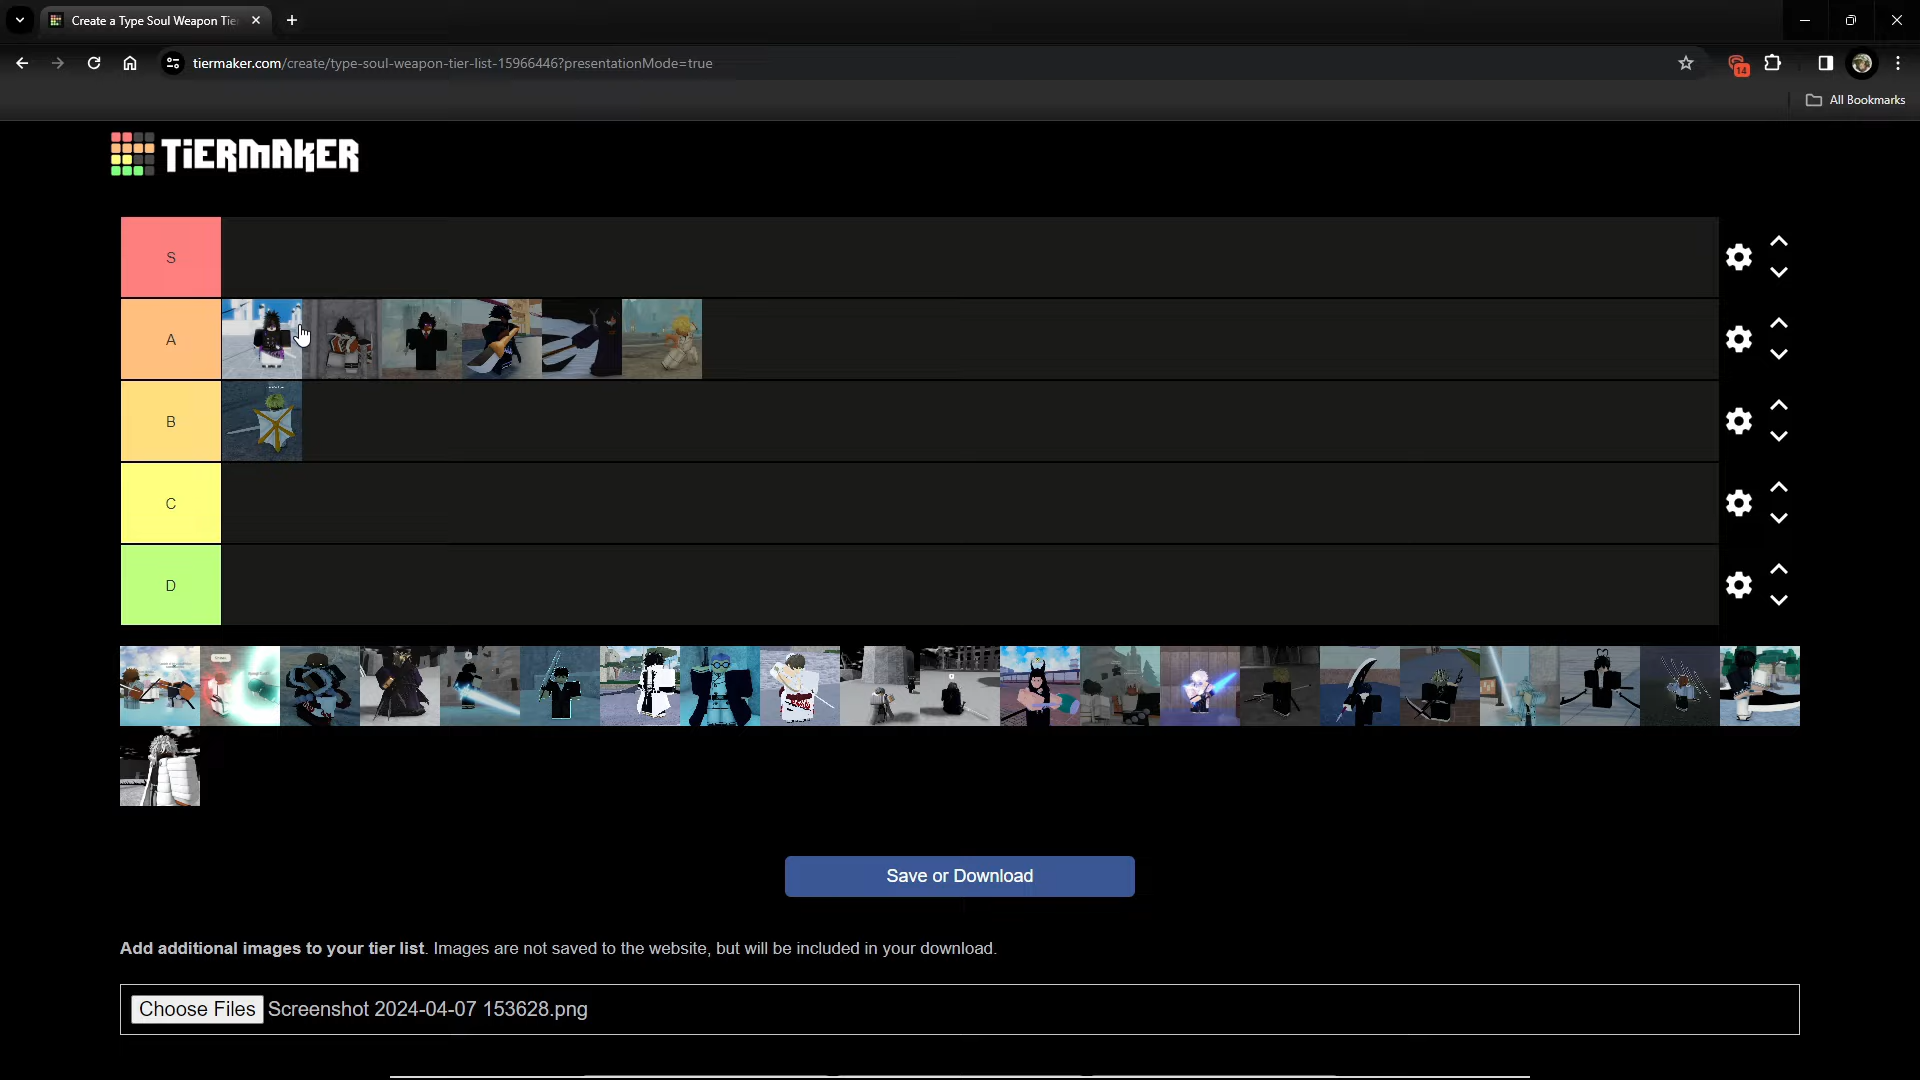 Create a Type Soul Weapon Tie
tiermaker.com/create/type-soul-weapon-tier-list-15966446?presentationMode=true
14
All Bookmarks
TiERMAKER
S
A
B
C
D
Save or Download
Add additional images to your tier list. Images are not saved to the website, but will be included in your download.
Choose Files Screenshot 2024-04-07 153628.png